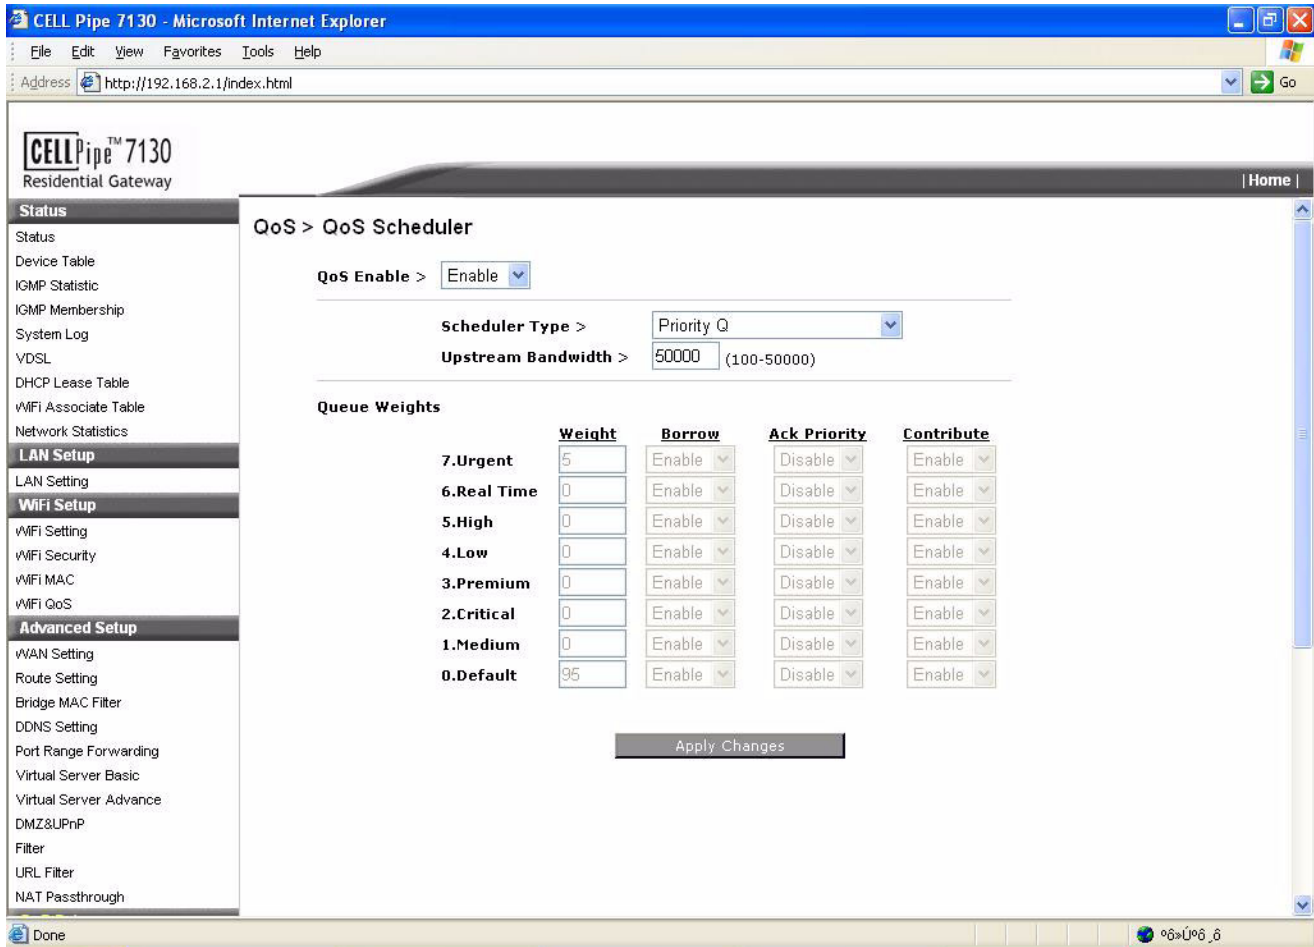 CELL Pipe 7130 - Microsoft Internet Explorer
File Edit View Favorites Tools Help
Address http://192.168.2.1/index.html Go
CELLPipe™ 7130
Residential Gateway
| Home |
Status
Status
Device Table
IGMP Statistic
IGMP Membership
System Log
VDSL
DHCP Lease Table
WiFi Associate Table
Network Statistics
LAN Setup
LAN Setting
WiFi Setup
WiFi Setting
WiFi Security
WiFi MAC
WiFi QoS
Advanced Setup
WAN Setting
Route Setting
Bridge MAC Filter
DDNS Setting
Port Range Forwarding
Virtual Server Basic
Virtual Server Advance
DMZ&UPnP
Filter
URL Filter
NAT Passthrough
QoS > QoS Scheduler
QoS Enable > Enable
Scheduler Type > Priority Q
Upstream Bandwidth > 50000 (100-50000)
Queue Weights
Weight Borrow Ack Priority Contribute
7.Urgent 5 Enable Disable Enable
6.Real Time 0 Enable Disable Enable
5.High 0 Enable Disable Enable
4.Low 0 Enable Disable Enable
3.Premium 0 Enable Disable Enable
2.Critical 0 Enable Disable Enable
1.Medium 0 Enable Disable Enable
0.Default 95 Enable Disable Enable
Apply Changes
Done